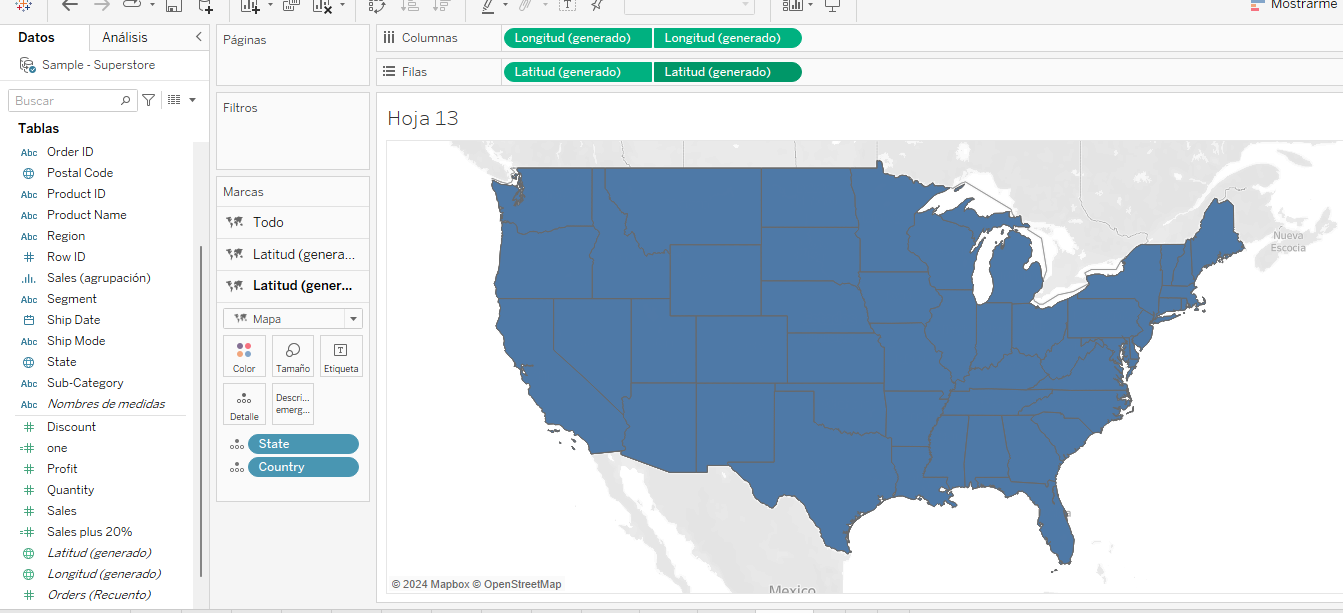 Mostrarme
Datos
Análisis
Sample - Superstore
Buscar
Tablas
Abc Order ID
Postal Code
Abc Product ID
Abc Product Name
Abc Region
# Row ID
Sales (agrupación)
Abc Segment
Ship Date
Abc Ship Mode
State
Abc Sub-Category
Abc Nombres de medidas
# Discount
=# one
# Profit
# Quantity
# Sales
=# Sales plus 20%
Latitud (generado)
Longitud (generado)
# Orders (Recuento)
Páginas
Filtros
Marcas
Todo
Latitud (genera...
Latitud (gener...
Mapa
Color
Tamaño
T
Etiqueta
Detalle
Descri...
emerg...
State
Country
Columnas
Longitud (generado)
Longitud (generado)
Filas
Latitud (generado)
Latitud (generado)
Hoja 13
Nueva
Escocia
Mexico
© 2024 Mapbox © OpenStreetMap